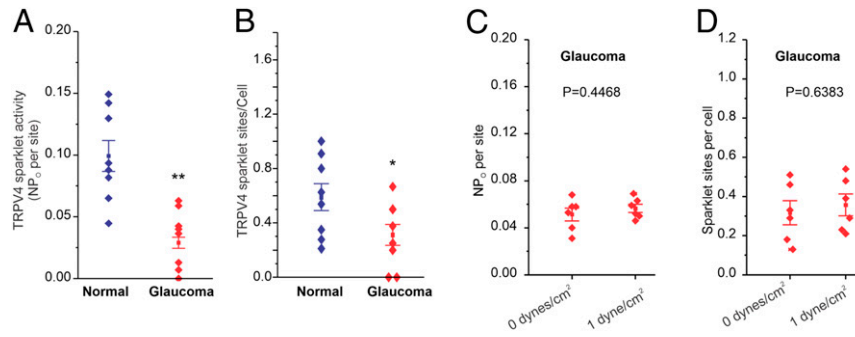 A
TRPV4 sparklet activity
(NPO per site)
0.20
0.15
0.10
0.05
0.00
**
Normal Glaucoma
B
TRPV4 sparklet sites/Cell
1.8
1.2
0.6
0.0
*
Normal Glaucoma
C
Glaucoma
P=0.4468
NPO per site
0.20
0.16
0.12
0.08
0.04
0.00
0 dynes/cm² 1 dyne/cm²
D
Glaucoma
P=0.6383
Sparklet sites per cell
1.2
1.0
0.8
0.6
0.4
0.2
0.0
0 dynes/cm² 1 dyne/cm²